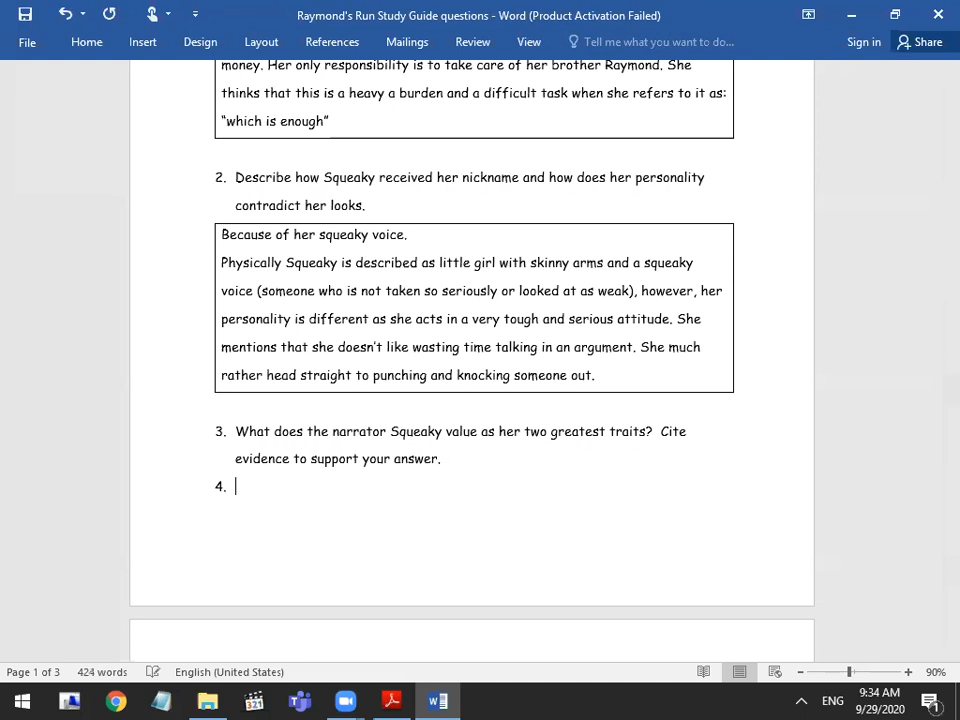 Raymond's Run Study Guide questions - Word (Product Activation Failed)
File Home Insert Design Layout References Mailings Review View Tell me what you want to do... Sign in Share
money. Her only responsibility is to take care of her brother Raymond. She
thinks that this is a heavy a burden and a difficult task when she refers to it as:
"which is enough"
2. Describe how Squeaky received her nickname and how does her personality
contradict her looks.
Because of her squeaky voice.
Physically Squeaky is described as little girl with skinny arms and a squeaky
voice (someone who is not taken so seriously or looked at as weak), however, her
personality is different as she acts in a very tough and serious attitude. She
mentions that she doesn't like wasting time talking in an argument. She much
rather head straight to punching and knocking someone out.
3. What does the narrator Squeaky value as her two greatest traits? Cite
evidence to support your answer.
4.
Page 1 of 3 424 words English (United States) 90%
321 ENG 9:34 AM
9/29/2020 1